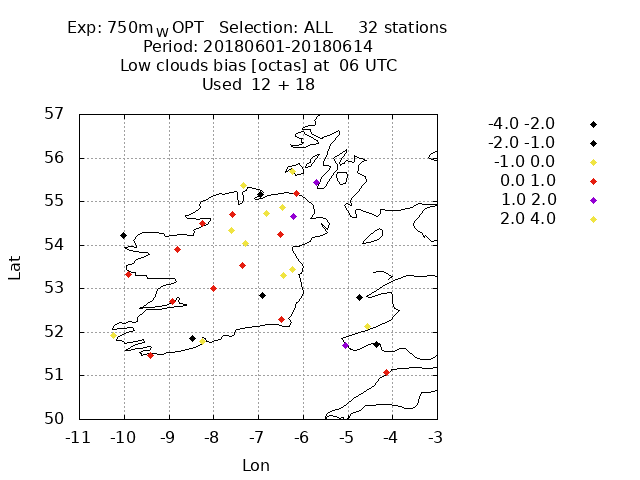 Exp: 750mWOPT Selection: ALL 32 stations
Period: 20180601-20180614
Low clouds bias [octas] at 06 UTC
Used 12 + 18
57
56
55
54
53
52
51
50
-11 -10 -9 -8 -7 -6 -5 -4 -3
Lat
Lon
-4.0 -2.0
-2.0 -1.0
-1.0 0.0
0.0 1.0
1.0 2.0
2.0 4.0